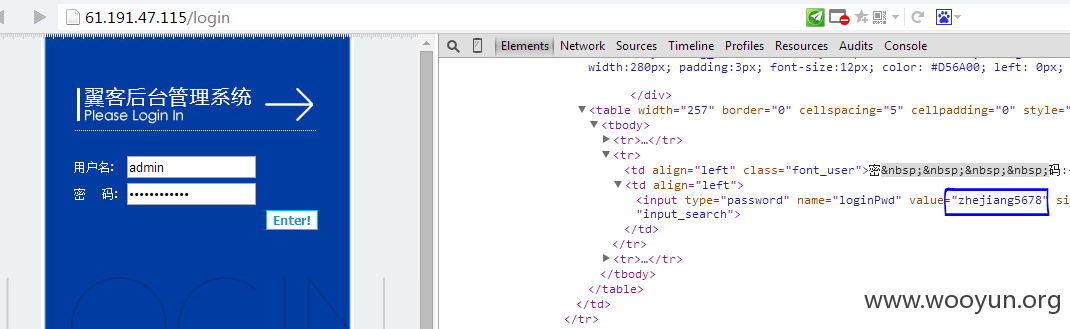 61.191.47.115/login
Elements Network Sources Timeline Profiles Resources Audits Console
翼客后台管理系统
Please Login In
用户名: admin
密 码: ••••••••••••
Enter!
LOGIN
width:280px; padding:3px; font-size:12px; color: #D56A00; left: 0px;
</div>
▼<table width="257" border="0" cellspacing="5" cellpadding="0" style="
▼<tbody>
▶<tr>…</tr>
▼<tr>
<td align="left" class="font_user">密&nbsp;&nbsp;&nbsp;&nbsp;码:<
▼<td align="left">
<input type="password" name="loginPwd" value="zhejiang5678" si
"input_search">
</td>
</tr>
▶<tr>…</tr>
</tbody>
</table>
</td>
</tr>
www.wooyun.org